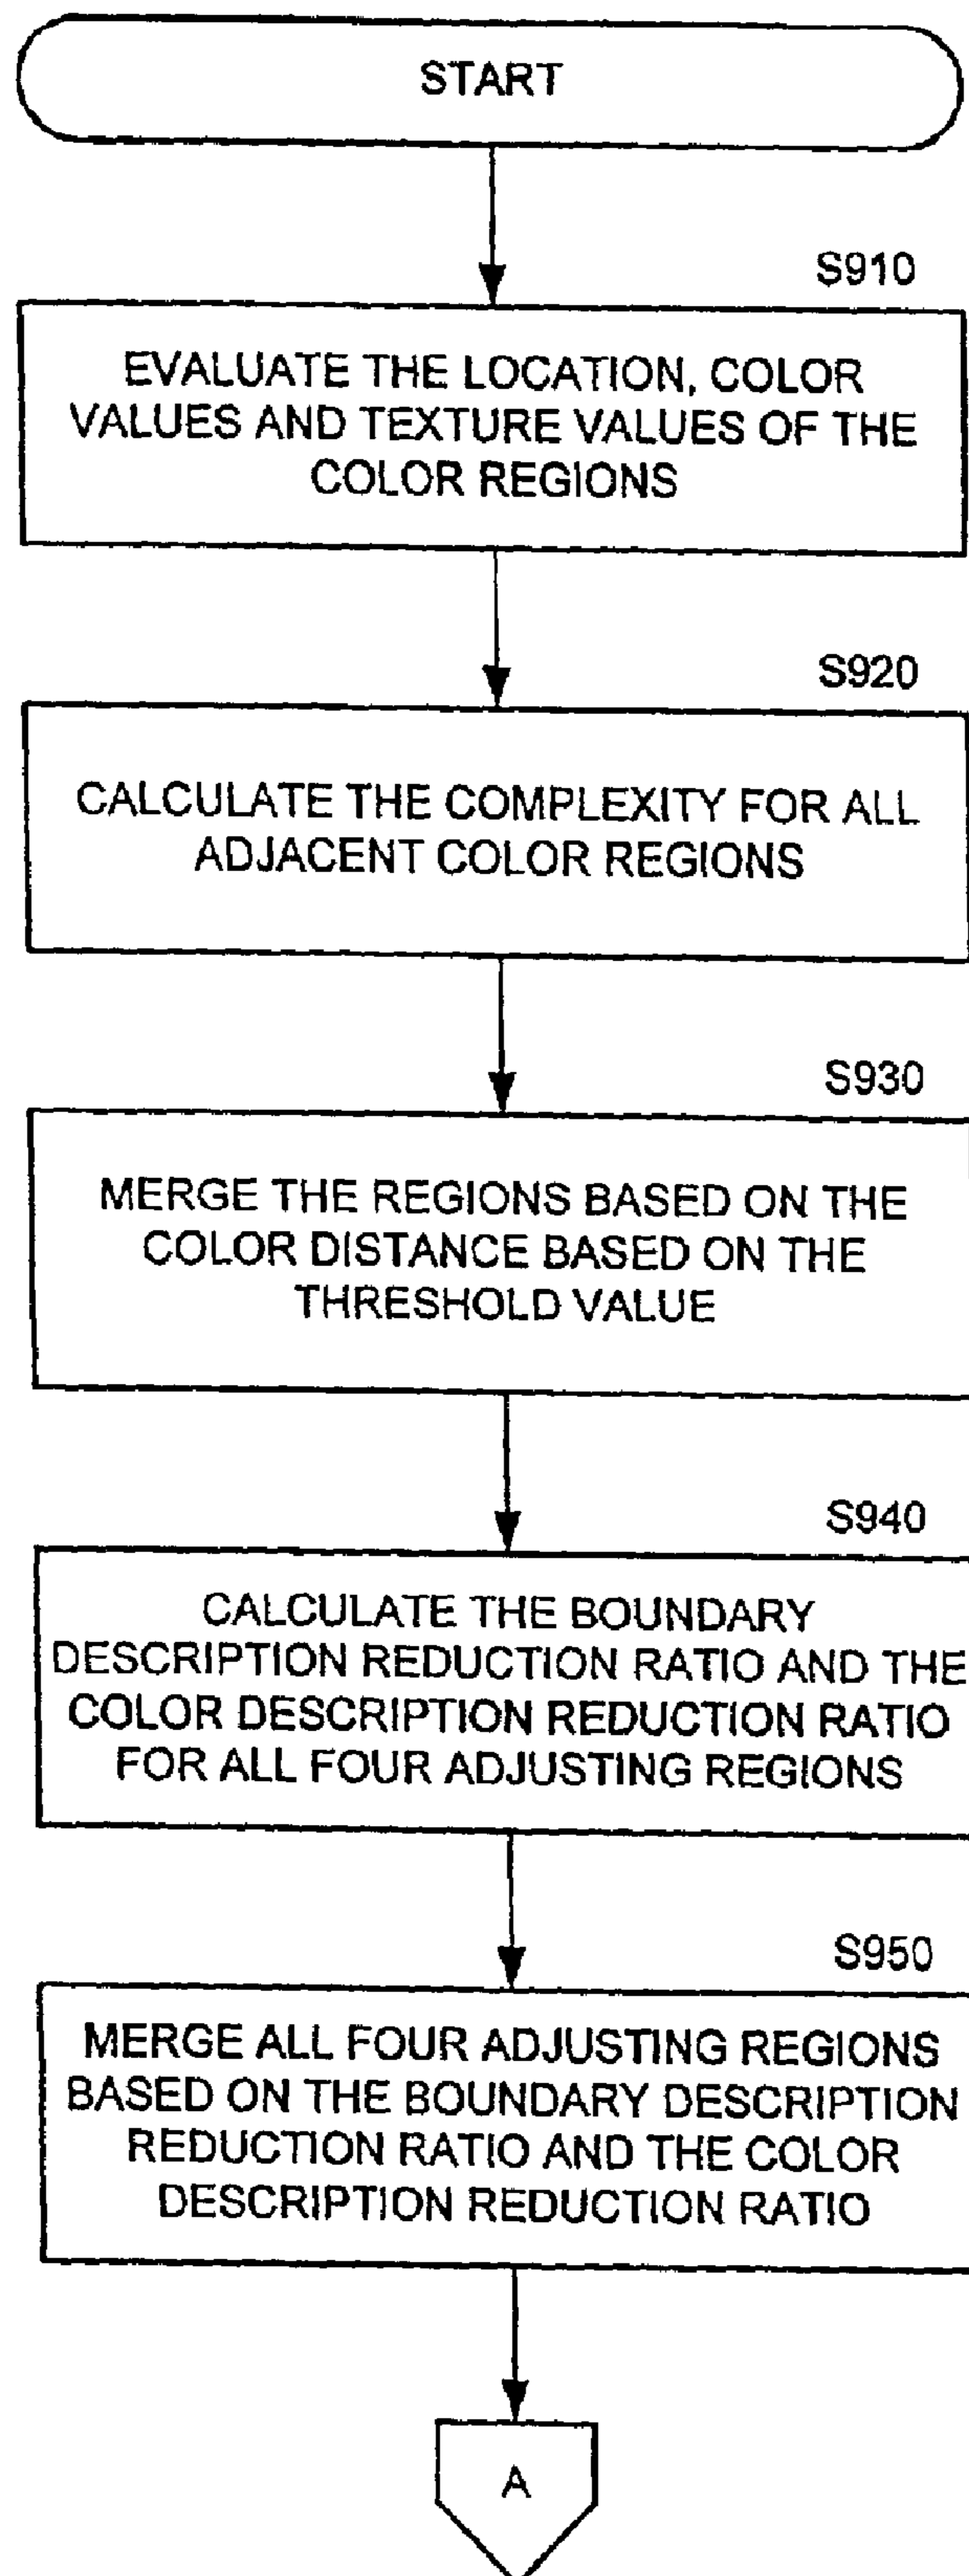 START
S910
EVALUATE THE LOCATION, COLOR
VALUES AND TEXTURE VALUES OF THE
COLOR REGIONS
S920
CALCULATE THE COMPLEXITY FOR ALL
ADJACENT COLOR REGIONS
S930
MERGE THE REGIONS BASED ON THE
COLOR DISTANCE BASED ON THE
THRESHOLD VALUE
S940
CALCULATE THE BOUNDARY
DESCRIPTION REDUCTION RATIO AND THE
COLOR DESCRIPTION REDUCTION RATIO
FOR ALL FOUR ADJUSTING REGIONS
S950
MERGE ALL FOUR ADJUSTING REGIONS
BASED ON THE BOUNDARY DESCRIPTION
REDUCTION RATIO AND THE COLOR
DESCRIPTION REDUCTION RATIO
A